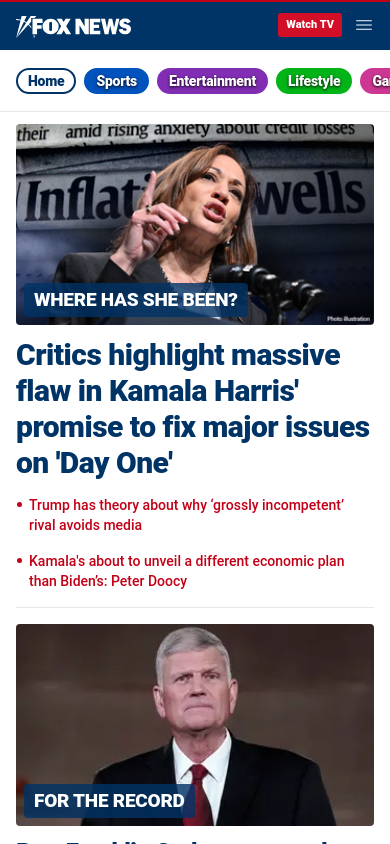 FOX NEWS
Watch TV
Home
Sports
Entertainment
Lifestyle
their amid rising anxiety about credit losses
Inflati wells
WHERE HAS SHE BEEN?
Photo illustration
Critics highlight massive
flaw in Kamala Harris'
promise to fix major issues
on 'Day One'
• Trump has theory about why ‘grossly incompetent’
rival avoids media
• Kamala's about to unveil a different economic plan
than Biden’s: Peter Doocy
FOR THE RECORD